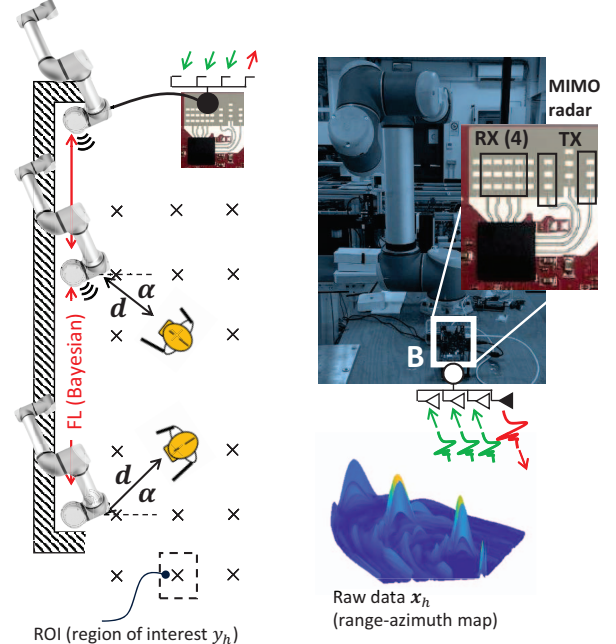 MIMO
radar
RX (4) TX
α
d
FL (Bayesian)
B
d
α
ROI (region of interest y_h)
Raw data x_h
(range-azimuth map)